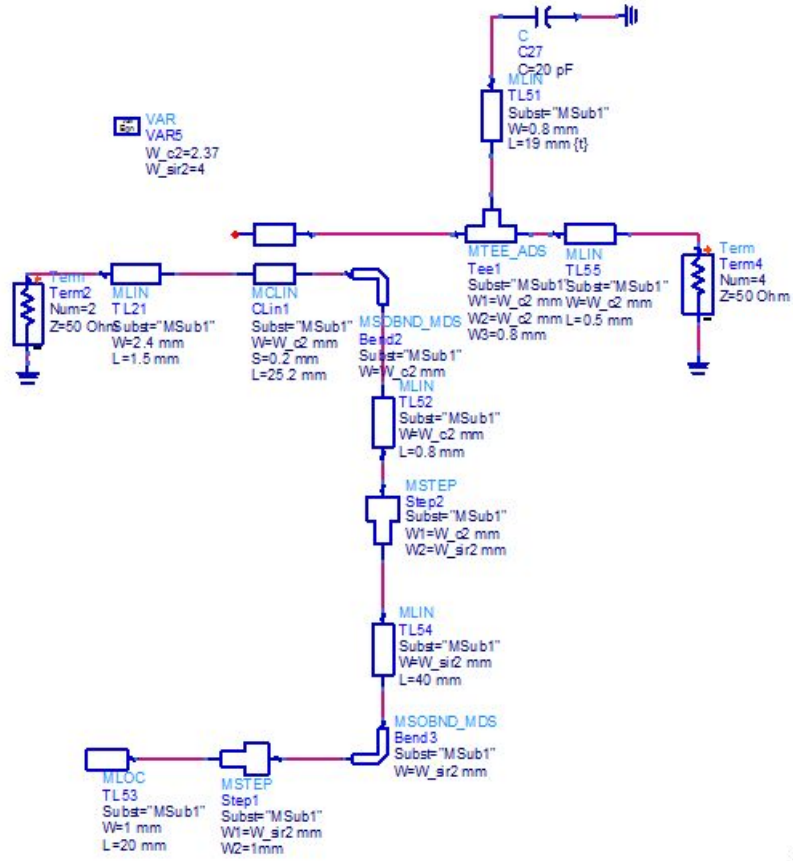 C
C27
C=20 pF
MLIN
TL51
Subst="MSub1"
W=0.8 mm
L=19 mm {t}
Var
Eqn
VAR
VAR5
W_c2=2.37
W_sir2=4
MTEE_ADS
Tee1
Subst="MSub1"
W1=W_c2 mm
W2=W_c2 mm
W3=0.8 mm
MLIN
TL55
Subst="MSub1"
W=W_c2 mm
L=0.5 mm
Term
Term4
Num=4
Z=50 Ohm
Term
Term2
Num=2
Z=50 Ohm
MLIN
TL21
Subst="MSub1"
W=2.4 mm
L=1.5 mm
MCLIN
CLin1
Subst="MSub1"
W=W_c2 mm
S=0.2 mm
L=25.2 mm
MSOBND_MDS
Bend2
Subst="MSub1"
W=W_c2 mm
MLIN
TL52
Subst="MSub1"
W=W_c2 mm
L=0.8 mm
MSTEP
Step2
Subst="MSub1"
W1=W_c2 mm
W2=W_sir2 mm
MLIN
TL54
Subst="MSub1"
W=W_sir2 mm
L=40 mm
MSOBND_MDS
Bend3
Subst="MSub1"
W=W_sir2 mm
MLOC
TL53
Subst="MSub1"
W=1 mm
L=20 mm
MSTEP
Step1
Subst="MSub1"
W1=W_sir2 mm
W2=1mm